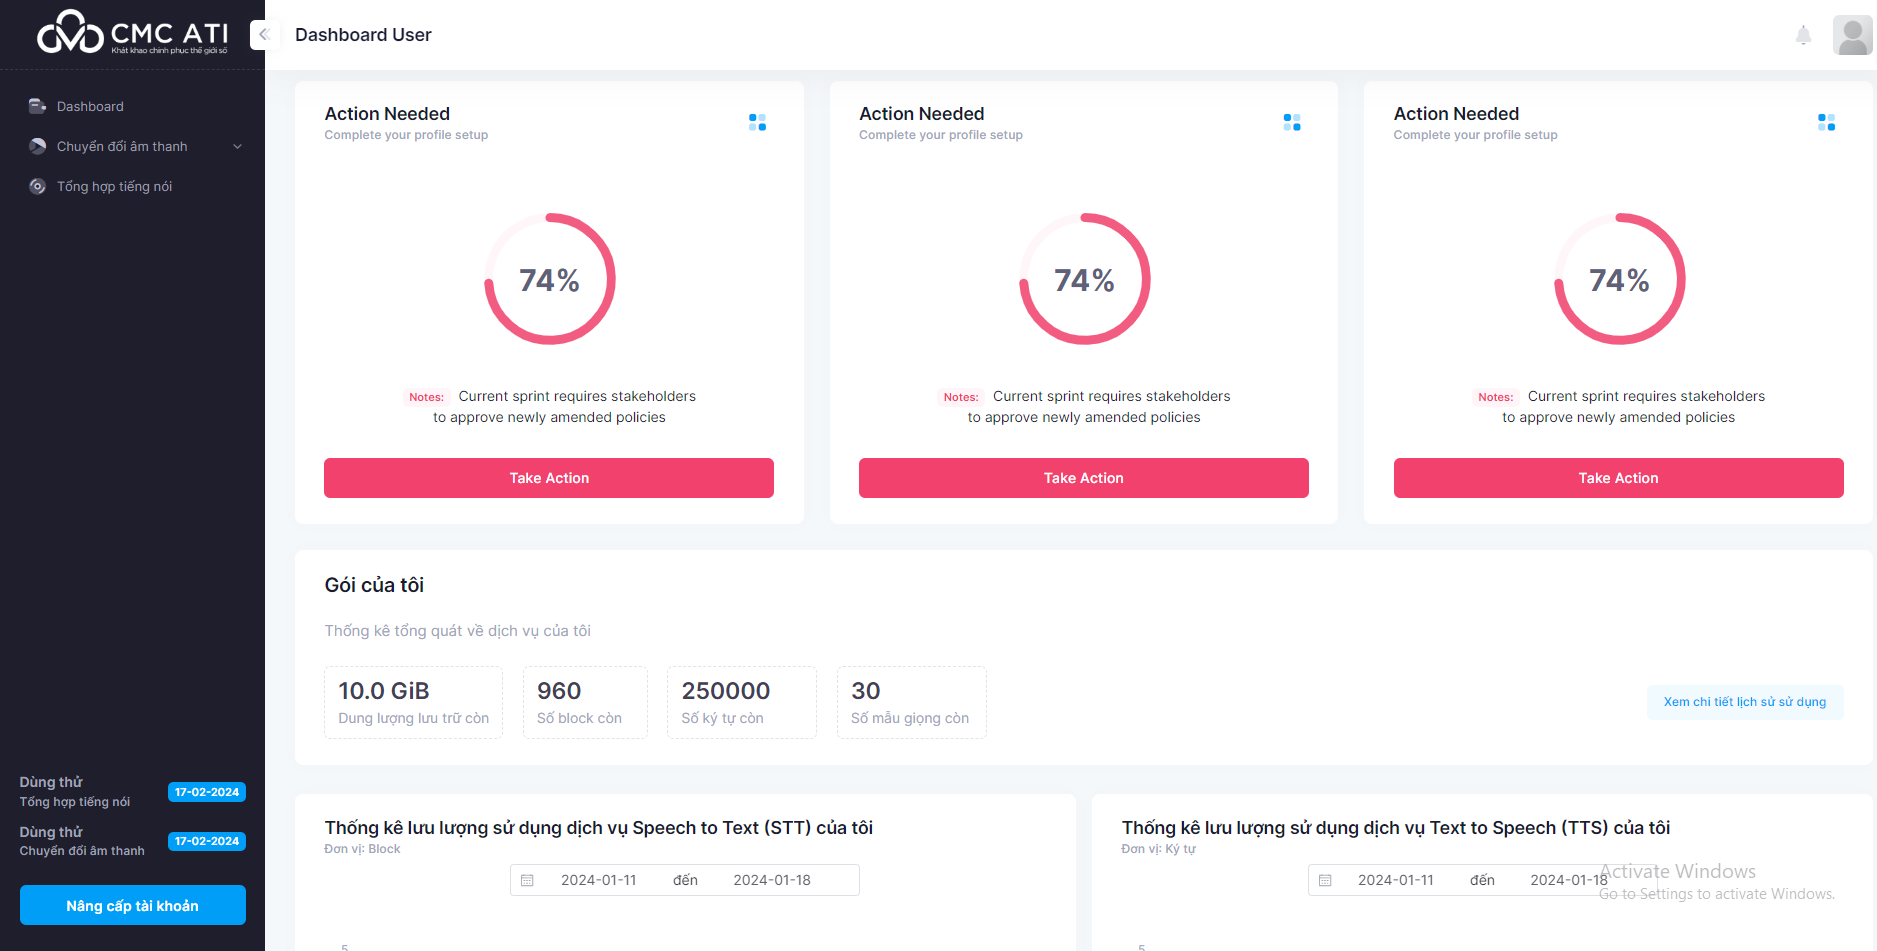 CMC ATI
Khát khao chinh phục thế giới số
Dashboard User
Dashboard
Chuyển đổi âm thanh
Tổng hợp tiếng nói
Action Needed
Complete your profile setup
74%
Notes: Current sprint requires stakeholders
to approve newly amended policies
Take Action
Action Needed
Complete your profile setup
74%
Notes: Current sprint requires stakeholders
to approve newly amended policies
Take Action
Action Needed
Complete your profile setup
74%
Notes: Current sprint requires stakeholders
to approve newly amended policies
Take Action
Gói của tôi
Thống kê tổng quát về dịch vụ của tôi
10.0 GiB
Dung lượng lưu trữ còn
960
Số block còn
250000
Số ký tự còn
30
Số mẫu giọng còn
Xem chi tiết lịch sử sử dụng
Dùng thử
Tổng hợp tiếng nói
17-02-2024
Dùng thử
Chuyển đổi âm thanh
17-02-2024
Nâng cấp tài khoản
Thống kê lưu lượng sử dụng dịch vụ Speech to Text (STT) của tôi
Đơn vị: Block
2024-01-11 đến 2024-01-18
5
Thống kê lưu lượng sử dụng dịch vụ Text to Speech (TTS) của tôi
Đơn vị: Ký tự
2024-01-11 đến 2024-01-18
5
Activate Windows
Go to Settings to activate Windows.